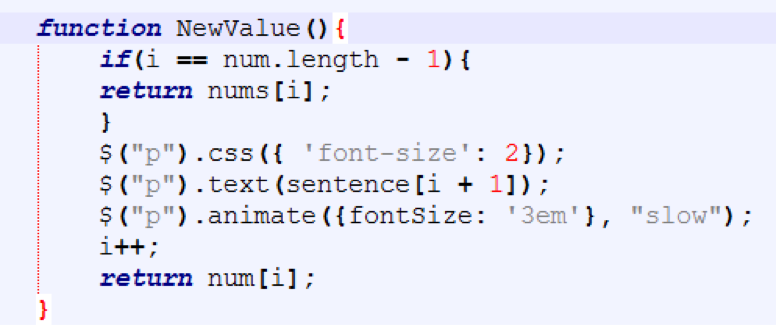 function NewValue(){
if(i == num.length - 1){
return nums[i];
}
$("p").css({ 'font-size': 2});
$("p").text(sentence[i + 1]);
$("p").animate({fontSize: '3em'}, "slow");
i++;
return num[i];
}